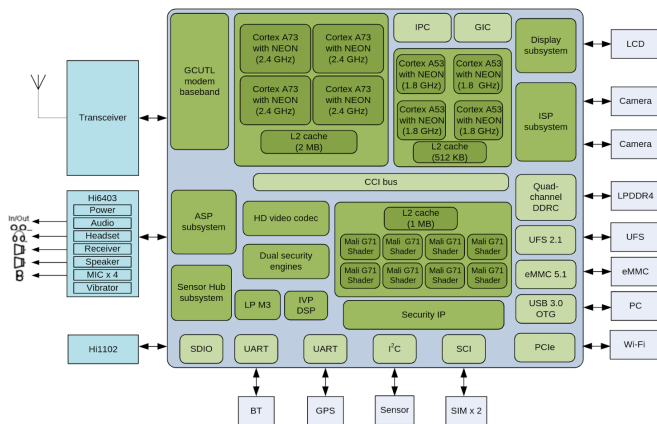 GCUTL
modem
baseband
Cortex A73
with NEON
(2.4 GHz)
Cortex A73
with NEON
(2.4 GHz)
Cortex A73
with NEON
(2.4 GHz)
Cortex A73
with NEON
(2.4 GHz)
L2 cache
(2 MB)
IPC
GIC
Cortex A53
with NEON
(1.8 GHz)
Cortex A53
with NEON
(1.8 GHz)
Cortex A53
with NEON
(1.8 GHz)
Cortex A53
with NEON
(1.8 GHz)
L2 cache
(512 KB)
Display
subsystem
LCD
ISP
subsystem
Camera
Camera
Transceiver
CCI bus
Hi6403
Power
Audio
Headset
Receiver
Speaker
MIC x 4
Vibrator
In/Out
ASP
subsystem
HD video codec
Dual security
engines
L2 cache
(1 MB)
Mali G71
Shader
Mali G71
Shader
Mali G71
Shader
Mali G71
Shader
Mali G71
Shader
Mali G71
Shader
Mali G71
Shader
Mali G71
Shader
Quad-
channel
DDRC
LPDDR4
UFS 2.1
UFS
eMMC 5.1
eMMC
USB 3.0
OTG
PC
Sensor Hub
subsystem
LP M3
IVP
DSP
Security IP
Hi1102
SDIO
UART
UART
I²C
SCI
PCIe
Wi-Fi
BT
GPS
Sensor
SIM x 2